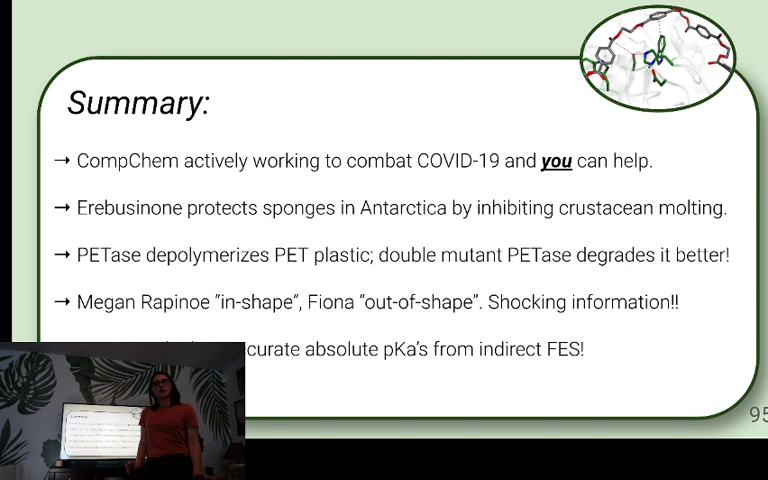 Summary:
→ CompChem actively working to combat COVID-19 and you can help.
→ Erebusinone protects sponges in Antarctica by inhibiting crustacean molting.
→ PETase depolymerizes PET plastic; double mutant PETase degrades it better!
→ Megan Rapinoe “in-shape”, Fiona “out-of-shape”. Shocking information!!
absolute pKa’s from indirect FES!
95
Summary: